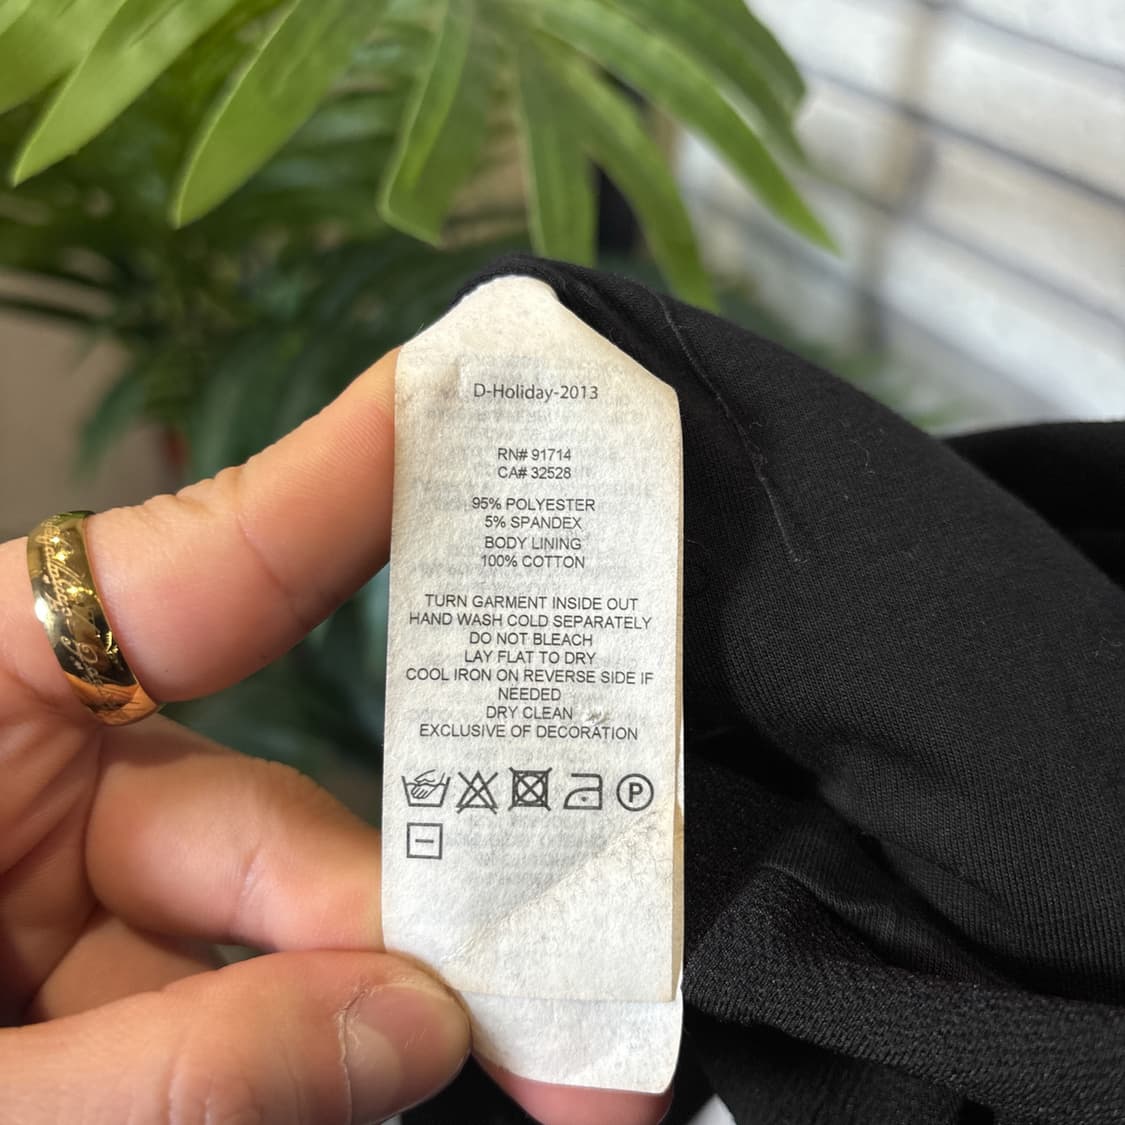 D-Holiday-2013
RN# 91714
CA# 32528
95% POLYESTER
5% SPANDEX
BODY LINING
100% COTTON
TURN GARMENT INSIDE OUT
HAND WASH COLD SEPARATELY
DO NOT BLEACH
LAY FLAT TO DRY
COOL IRON ON REVERSE SIDE IF
NEEDED
DRY CLEAN
EXCLUSIVE OF DECORATION
P